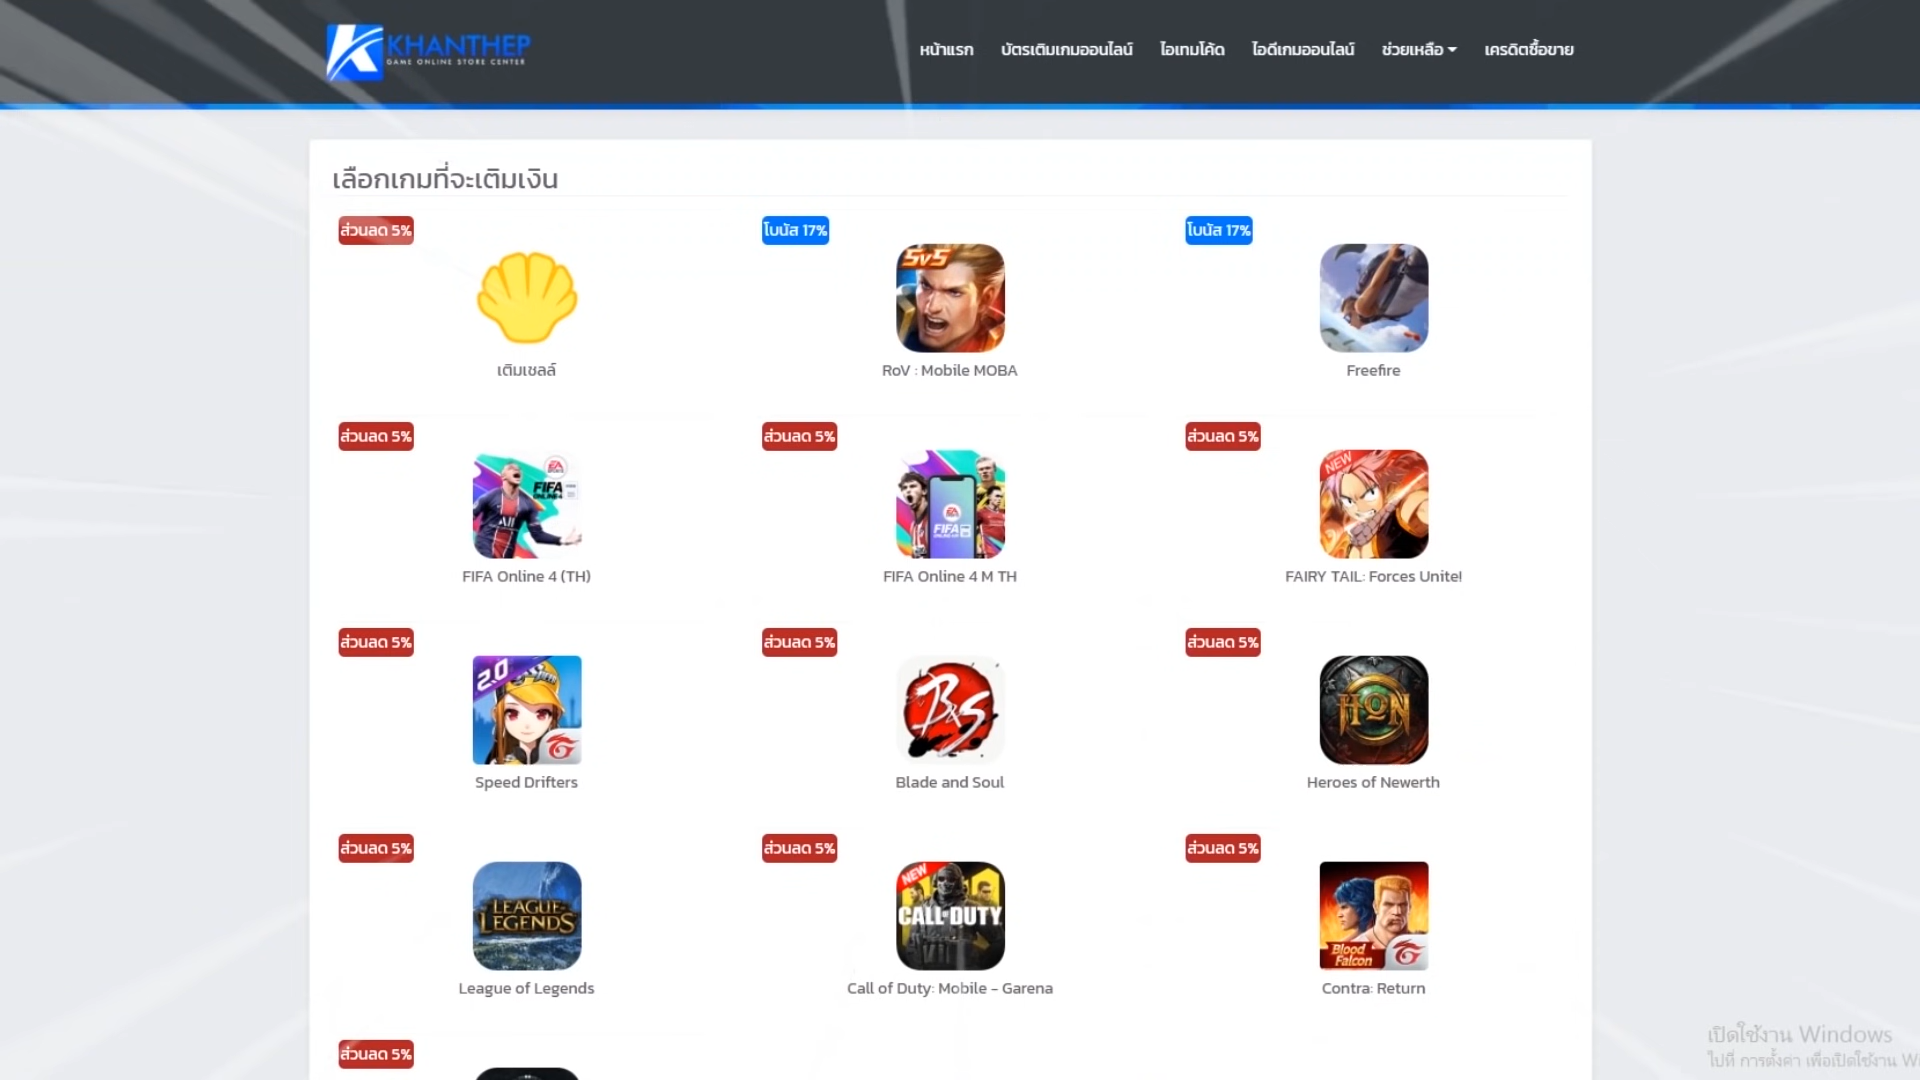 KHANTHEP
GAME ONLINE STORE CENTER
หน้าแรก บัตรเติมเกมออนไลน์ ไอเทมโค้ด ไอดีเกมออนไลน์ ช่วยเหลือ เครดิตซื้อขาย
เลือกเกมที่จะเติมเงิน
ส่วนลด 5%
เติมเชลล์
โบนัส 17%
5v5
RoV : Mobile MOBA
โบนัส 17%
Freefire
ส่วนลด 5%
EA
FIFA
ONLINE 4
FIFA Online 4 (TH)
ส่วนลด 5%
EA
FIFA
FIFA Online 4 M TH
ส่วนลด 5%
NEW
FAIRY TAIL: Forces Unite!
ส่วนลด 5%
2.0
Speed Drifters
ส่วนลด 5%
B&S
Blade and Soul
ส่วนลด 5%
HON
Heroes of Newerth
ส่วนลด 5%
LEAGUE
LEGENDS
League of Legends
ส่วนลด 5%
NEW
CALL OF DUTY
Call of Duty: Mobile - Garena
ส่วนลด 5%
Blood
Falcon
Contra: Return
ส่วนลด 5%
เปิดใช้งาน Windows
ไปที่ การตั้งค่า เพื่อเปิดใช้งาน Wi